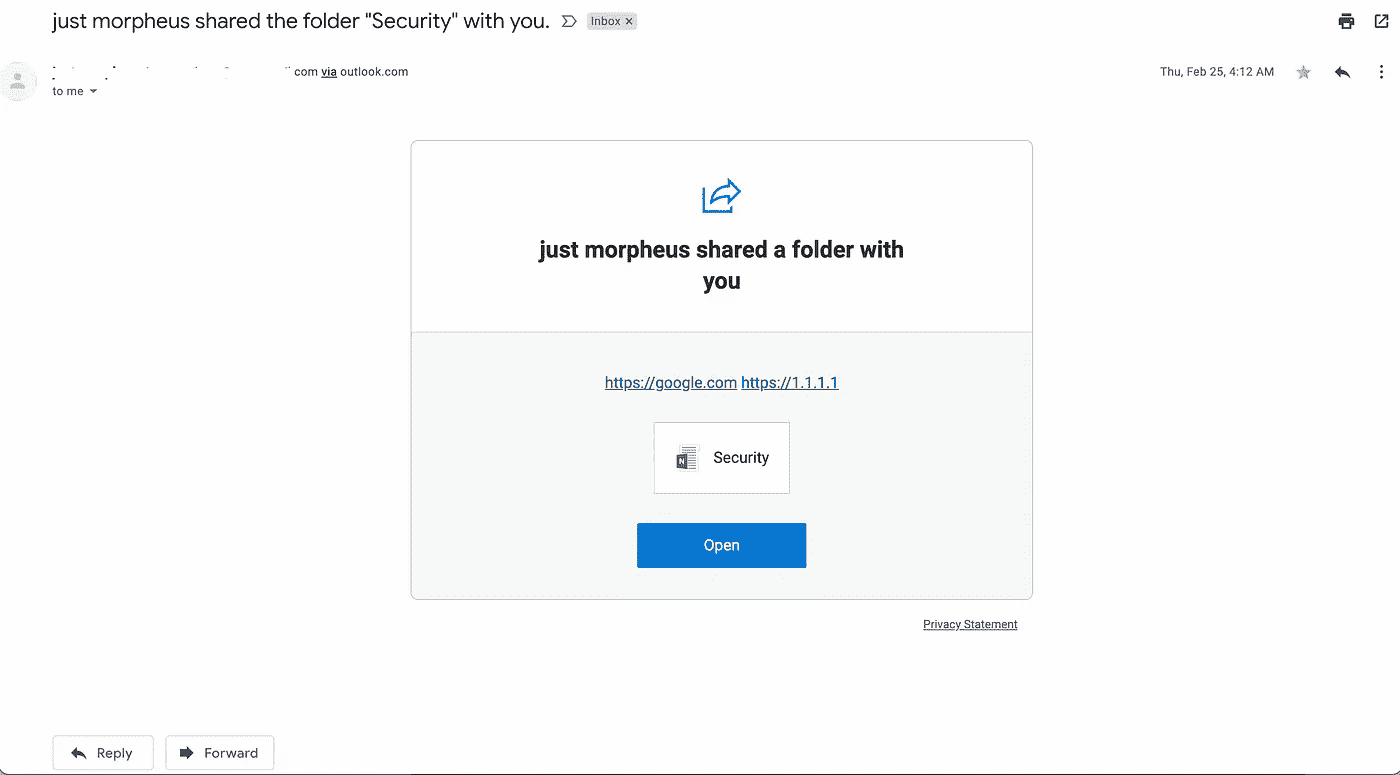 just morpheus shared the folder "Security" with you. Inbox ×
com via outlook.com Thu, Feb 25, 4:12 AM
to me
just morpheus shared a folder with
you
https://google.com https://1.1.1.1
N Security
Open
Privacy Statement
Reply Forward